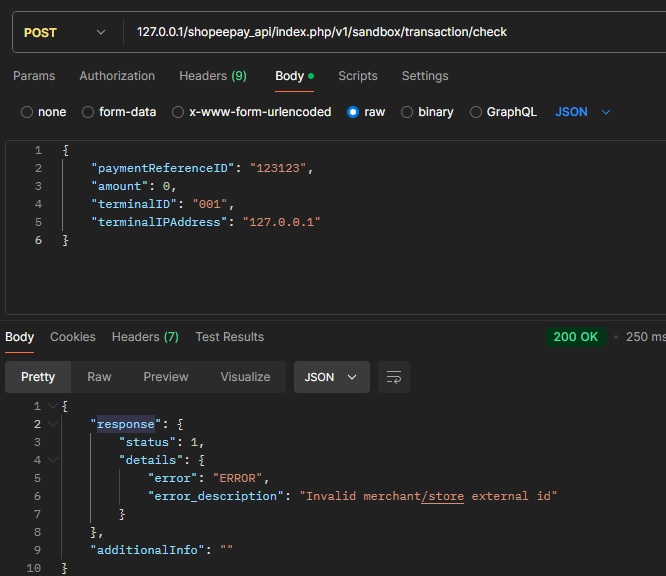 POST 127.0.0.1/shopeepay_api/index.php/v1/sandbox/transaction/check
Params Authorization Headers (9) Body Scripts Settings
none form-data x-www-form-urlencoded raw binary GraphQL JSON
1 {
2 "paymentReferenceID": "123123",
3 "amount": 0,
4 "terminalID": "001",
5 "terminalIPAddress": "127.0.0.1"
6 }
Body Cookies Headers (7) Test Results 200 OK 250 ms
Pretty Raw Preview Visualize JSON
1 {
2 "response": {
3 "status": 1,
4 "details": {
5 "error": "ERROR",
6 "error_description": "Invalid merchant/store external id"
7 }
8 },
9 "additionalInfo": ""
10 }